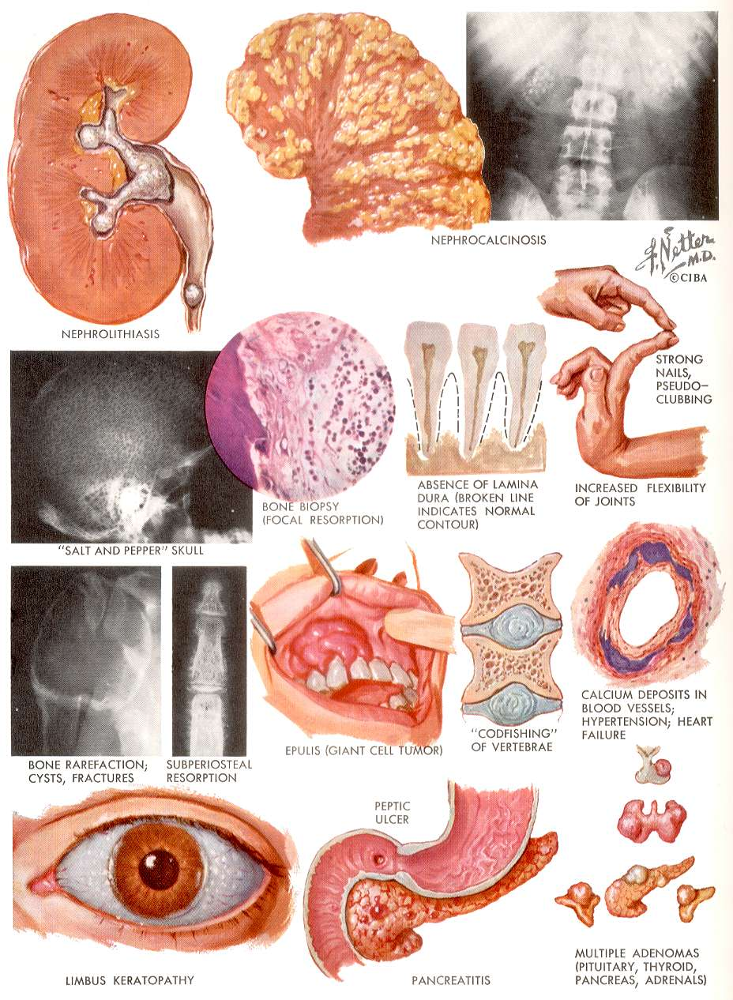 NEPHROCALCINOSIS
F. Netter
M.D.
©CIBA
NEPHROLITHIASIS
STRONG
NAILS,
PSEUDO-
CLUBBING
BONE BIOPSY
(FOCAL RESORPTION)
ABSENCE OF LAMINA
DURA (BROKEN LINE
INDICATES NORMAL
CONTOUR)
INCREASED FLEXIBILITY
OF JOINTS
"SALT AND PEPPER" SKULL
CALCIUM DEPOSITS IN
BLOOD VESSELS;
HYPERTENSION; HEART
FAILURE
EPULIS (GIANT CELL TUMOR)
"CODFISHING"
OF VERTEBRAE
BONE RAREFACTION;
CYSTS, FRACTURES
SUBPERIOSTEAL
RESORPTION
PEPTIC
ULCER
LIMBUS KERATOPATHY
PANCREATITIS
MULTIPLE ADENOMAS
(PITUITARY, THYROID,
PANCREAS, ADRENALS)